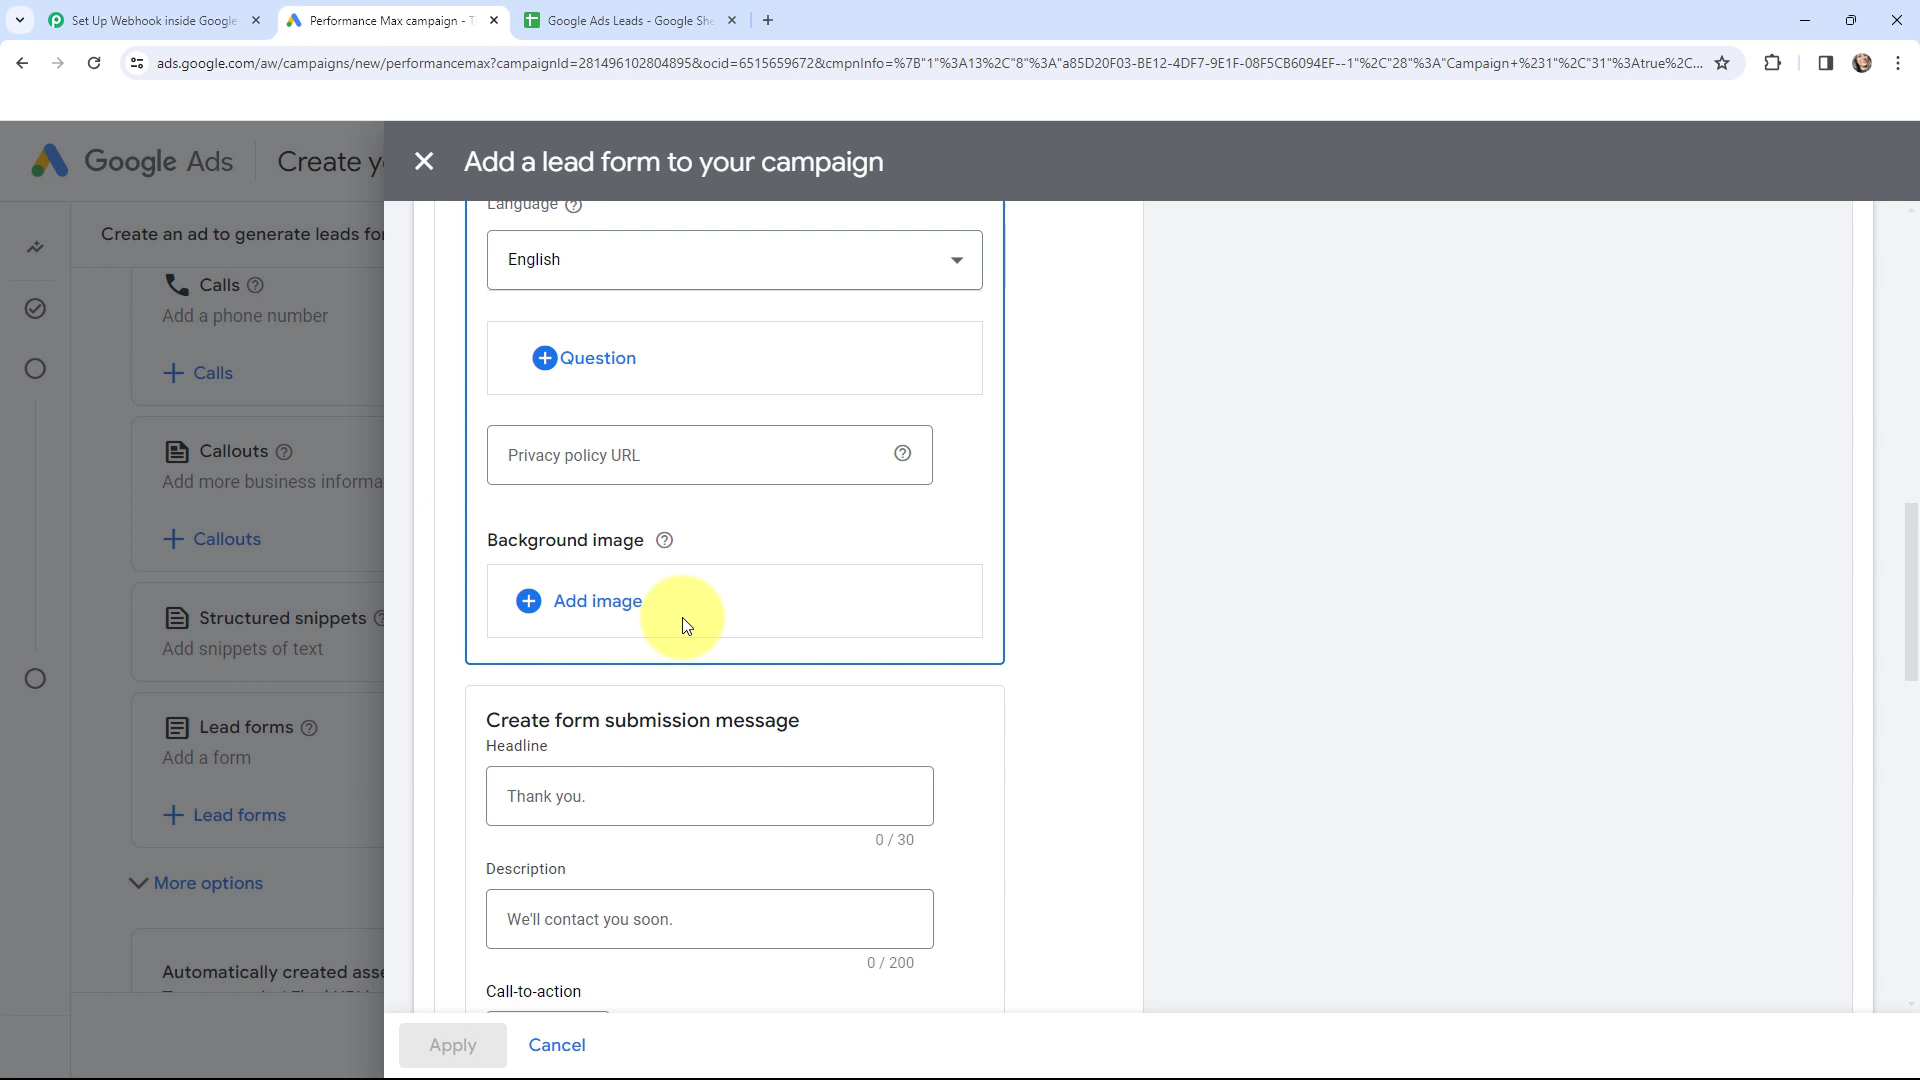 Set Up Webhook inside Google
Performance Max campaign - T
Google Ads Leads - Google She
ads.google.com/aw/campaigns/new/performancemax?campaignId=281496102804895&ocid=6515659672&cmpnInfo=%7B"1"%3A13%2C"8"%3A"a85D20F03-BE12-4DF7-9E1F-08F5CB6094EF--1"%2C"28"%3A"Campaign+%231"%2C"31"%3Atrue%2C...
Google Ads
Create y
Add a lead form to your campaign
Create an ad to generate leads for
Calls
Add a phone number
Calls
Callouts
Add more business informa
Callouts
Structured snippets
Add snippets of text
Lead forms
Add a form
Lead forms
More options
Automatically created asse
Language
English
Question
Privacy policy URL
Background image
Add image
Create form submission message
Headline
Thank you.
0 / 30
Description
We'll contact you soon.
0 / 200
Call-to-action
Apply
Cancel